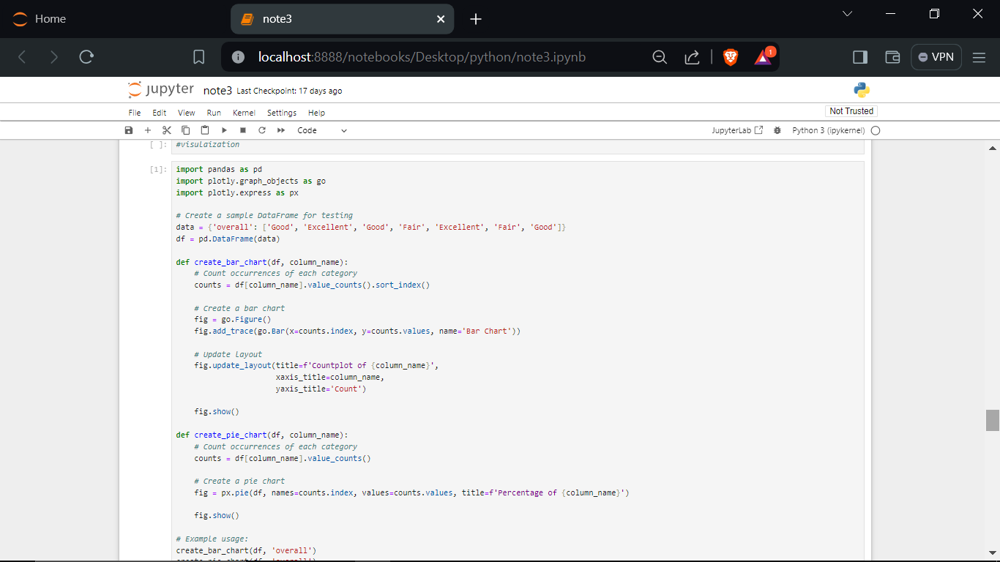 Home
note3
localhost:8888/notebooks/Desktop/python/note3.ipynb
1
VPN
jupyter note3 Last Checkpoint: 17 days ago
File Edit View Run Kernel Settings Help
Not Trusted
Code
JupyterLab
Python 3 (ipykernel)
[ ]: #visulaization
[1]: import pandas as pd
import plotly.graph_objects as go
import plotly.express as px
# Create a sample DataFrame for testing
data = {'overall': ['Good', 'Excellent', 'Good', 'Fair', 'Excellent', 'Fair', 'Good']}
df = pd.DataFrame(data)
def create_bar_chart(df, column_name):
# Count occurrences of each category
counts = df[column_name].value_counts().sort_index()
# Create a bar chart
fig = go.Figure()
fig.add_trace(go.Bar(x=counts.index, y=counts.values, name='Bar Chart'))
# Update layout
fig.update_layout(title=f'Countplot of {column_name}',
xaxis_title=column_name,
yaxis_title='Count')
fig.show()
def create_pie_chart(df, column_name):
# Count occurrences of each category
counts = df[column_name].value_counts()
# Create a pie chart
fig = px.pie(df, names=counts.index, values=counts.values, title=f'Percentage of {column_name}')
fig.show()
# Example usage:
create_bar_chart(df, 'overall')